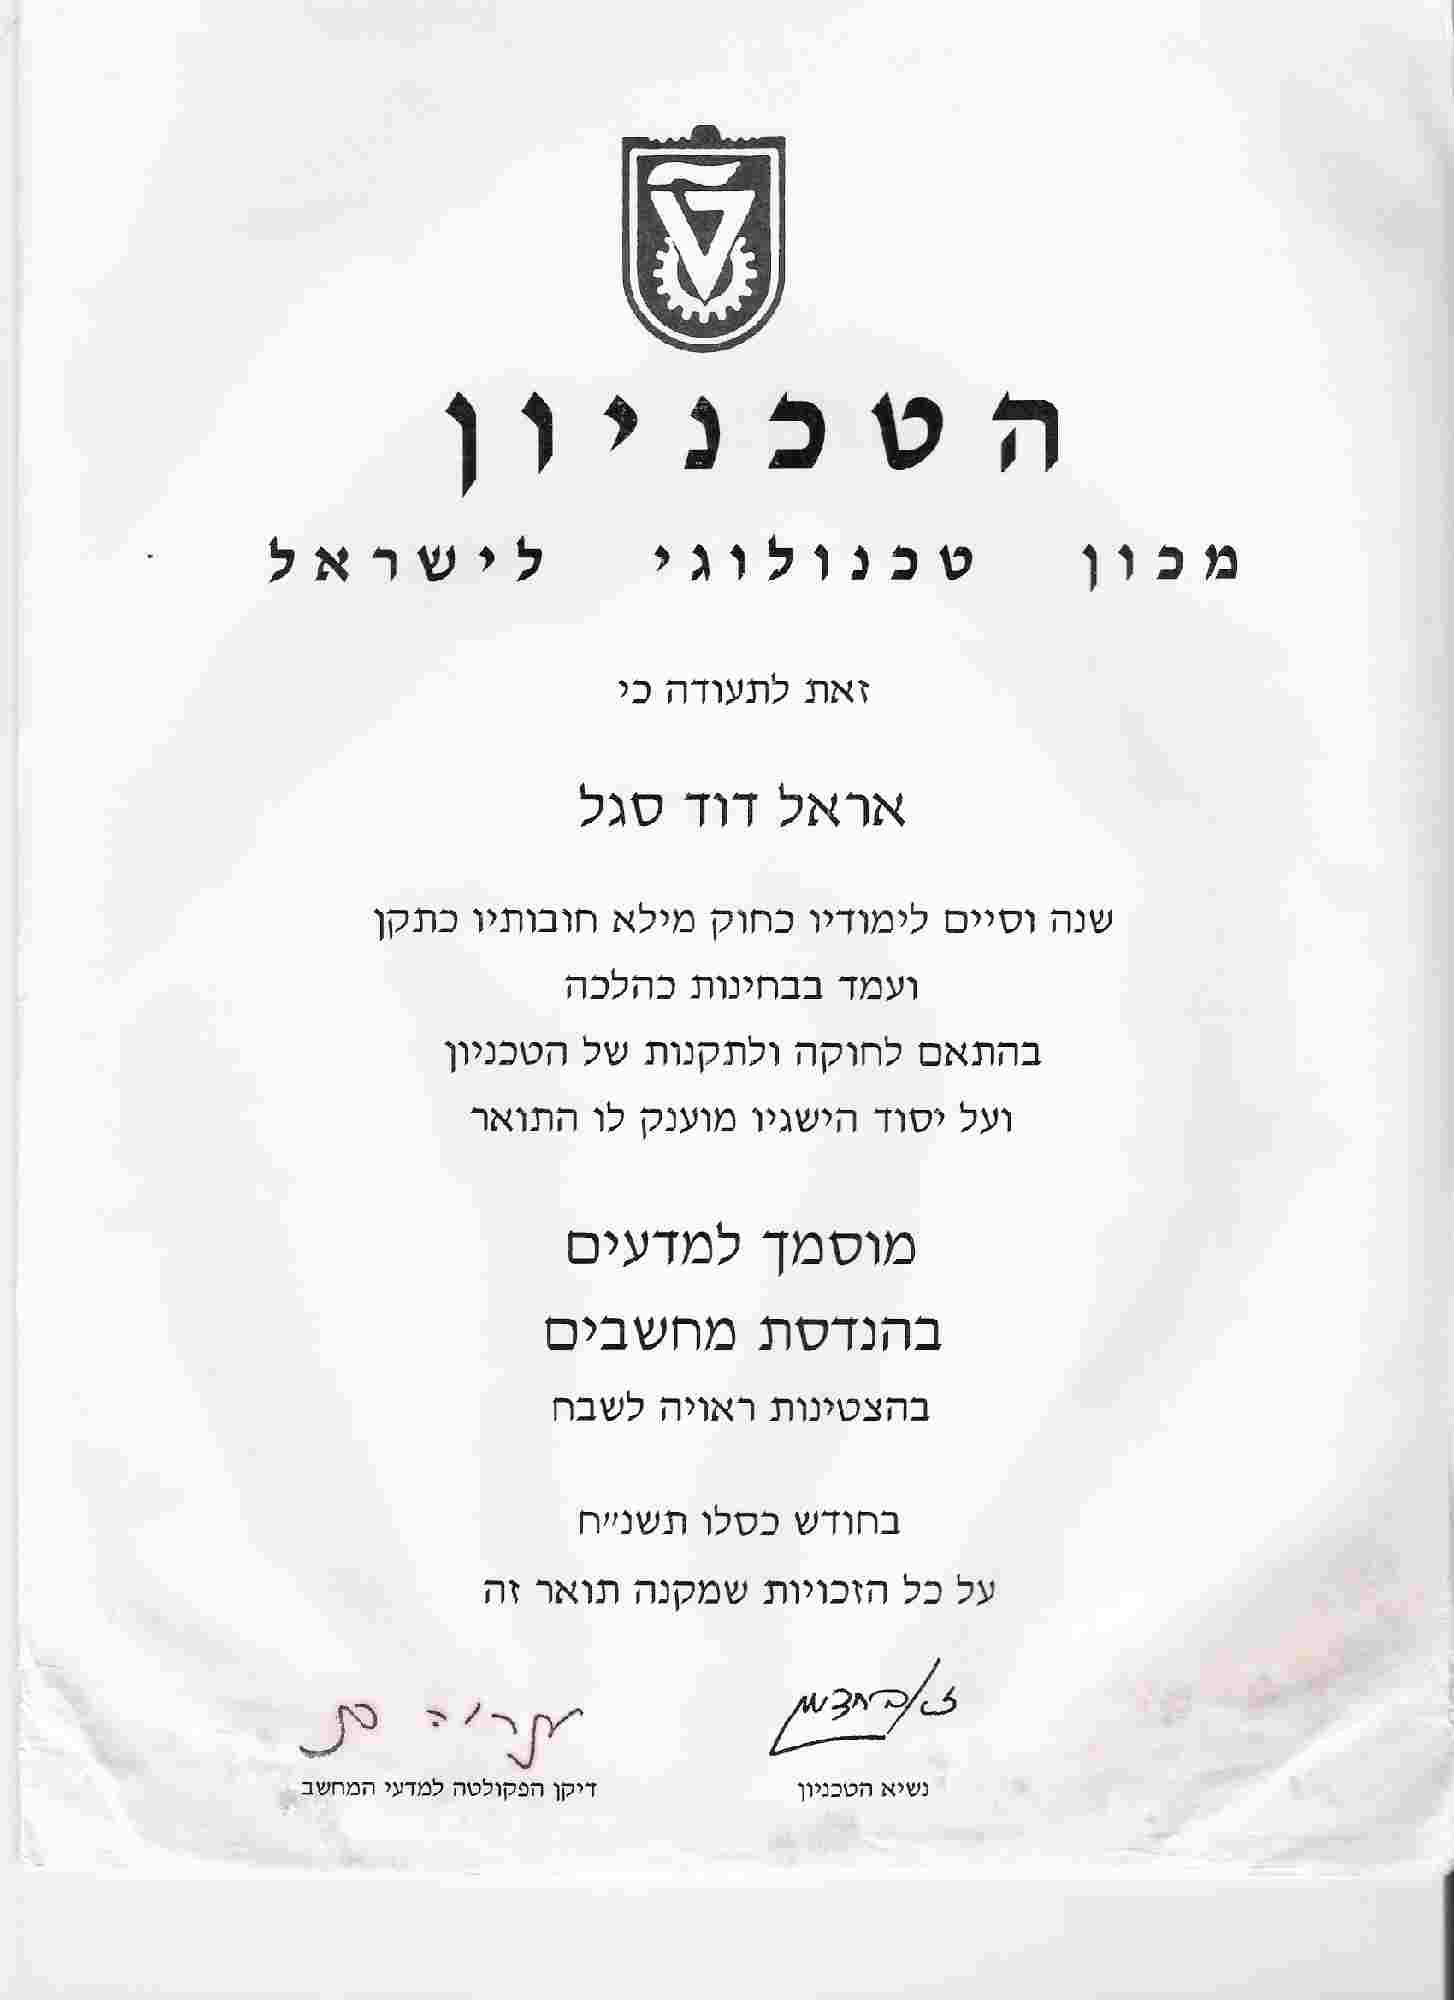 הטכניון
מכון טכנולוגי לישראל
זאת לתעודה כי
אראל דוד סגל
שנה וסיים לימודיו כחוק מילא חובותיו כתקן
ועמד בבחינות כהלכה
בהתאם לחוקה ולתקנות של הטכניון
ועל יסוד הישגיו מוענק לו התואר
מוסמך למדעים
בהנדסת מחשבים
בהצטינות ראויה לשבח
בחודש כסלו תשנ״ח
על כל הזכויות שמקנה תואר זה
נשיא הטכניון
דיקן הפקולטה למדעי המחשב